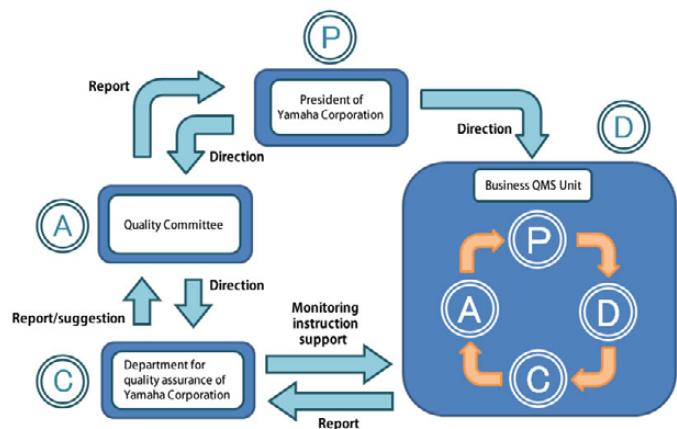 P
Report
President of
Yamaha Corporation
Direction
Direction
D
Business QMS Unit
A
Quality Committee
P
A
D
C
Direction
Report/suggestion
Monitoring
instruction
support
C
Department for
quality assurance of
Yamaha Corporation
Report